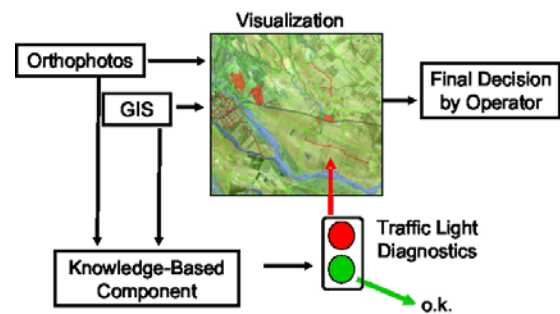 Visualization
Orthophotos
GIS
Final Decision
by Operator
Knowledge-Based
Component
Traffic Light
Diagnostics
o.k.